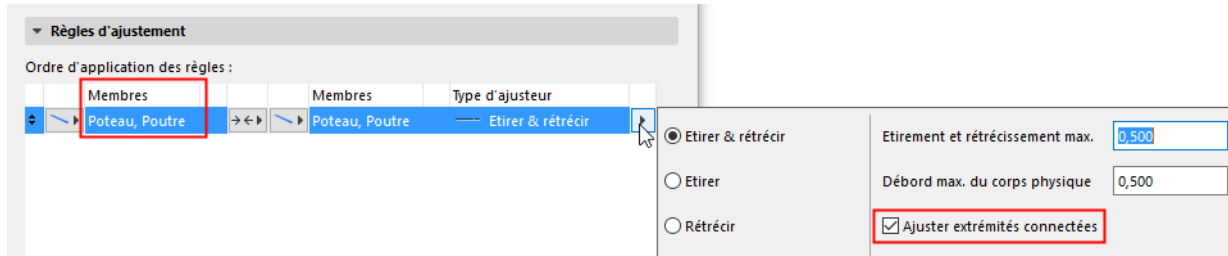 Règles d'ajustement
Ordre d'application des règles :
Membres Membres Type d'ajusteur
Poteau, Poutre Poteau, Poutre Etirer & rétrécir
Etirer & rétrécir Etirement et rétrécissement max. 0,500
Etirer Débord max. du corps physique 0,500
Rétrécir Ajuster extrémités connectées